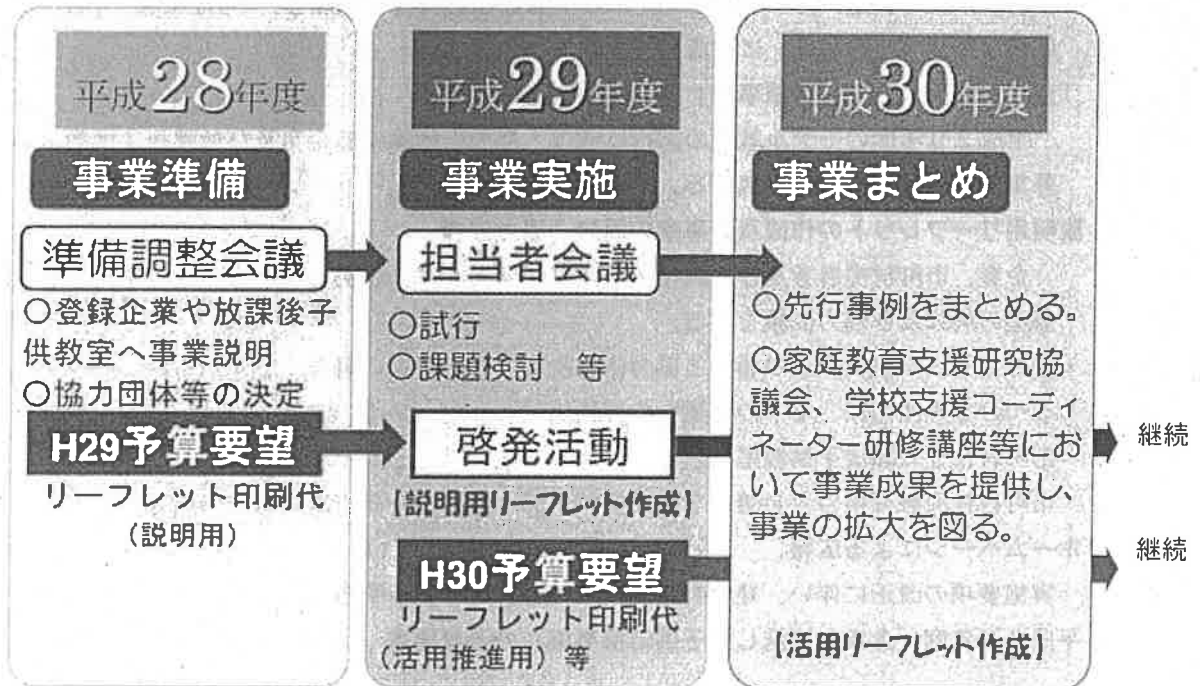 平成28年度
事業準備
準備調整会議
〇登録企業や放課後子
供教室へ事業説明
〇協力団体等の決定
H29予算要望
リーフレット印刷代
(説明用)
平成29年度
事業実施
担当者会議
〇試行
〇課題検討　等
啓発活動
【説明用リーフレット作成】
H30予算要望
リーフレット印刷代
(活用推進用)等
平成30年度
事業まとめ
〇先行事例をまとめる。
〇家庭教育支援研究協
議会、学校支援コーディ
ネーター研修講座等にお
いて事業成果を提供し、
事業の拡大を図る。
【活用リーフレット作成】
継続
継続